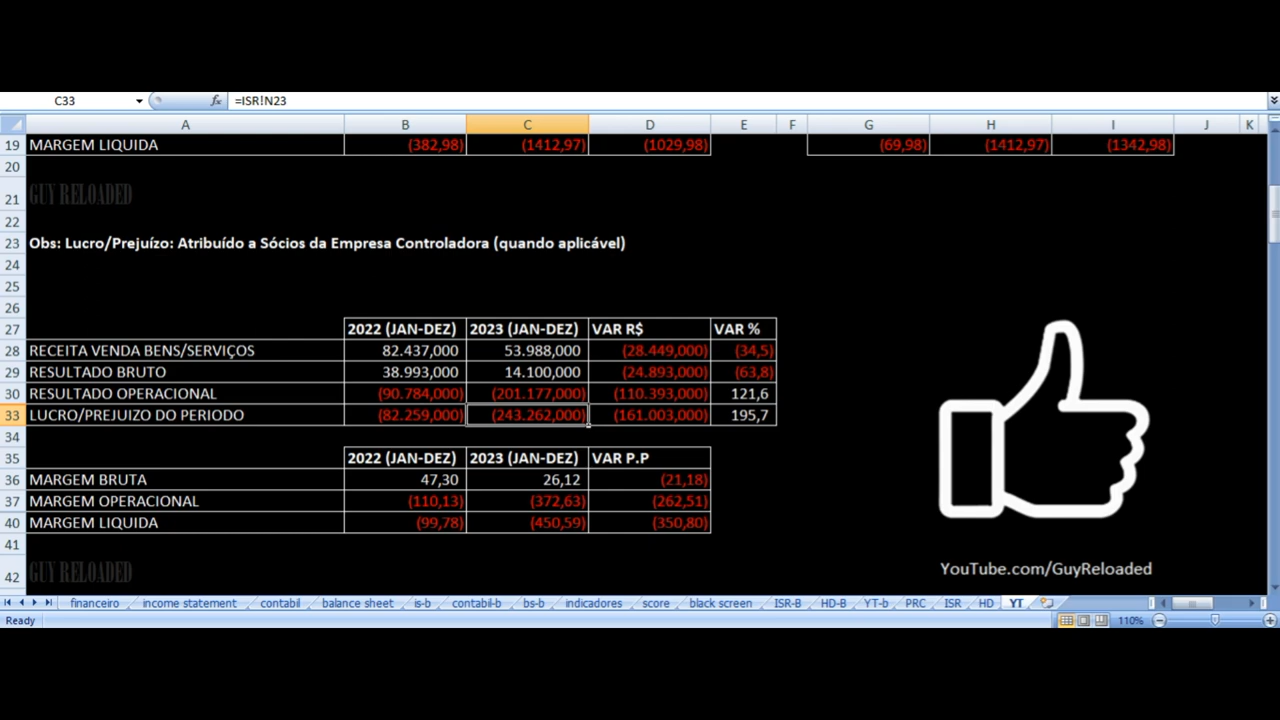 C33 fx =ISR!N23
A B C D E F G H I J K
19 MARGEM LIQUIDA (382,98) (1412,97) (1029,98) (69,98) (1412,97) (1342,98)
20
21 GUY RELOADED
22
23 Obs: Lucro/Prejuízo: Atribuído a Sócios da Empresa Controladora (quando aplicável)
24
25
26
27 2022 (JAN-DEZ) 2023 (JAN-DEZ) VAR R$ VAR %
28 RECEITA VENDA BENS/SERVIÇOS 82.437,000 53.988,000 (28.449,000) (34,5)
29 RESULTADO BRUTO 38.993,000 14.100,000 (24.893,000) (63,8)
30 RESULTADO OPERACIONAL (90.784,000) (201.177,000) (110.393,000) 121,6
33 LUCRO/PREJUIZO DO PERIODO (82.259,000) (243.262,000) (161.003,000) 195,7
34
35 2022 (JAN-DEZ) 2023 (JAN-DEZ) VAR P.P
36 MARGEM BRUTA 47,30 26,12 (21,18)
37 MARGEM OPERACIONAL (110,13) (372,63) (262,51)
40 MARGEM LIQUIDA (99,78) (450,59) (350,80)
41
YouTube.com/GuyReloaded
42 GUY RELOADED
financeiro income statement contabil balance sheet is-b contabil-b bs-b indicadores score black screen ISR-B HD-B YT-b PRC ISR HD YT
Ready 110%